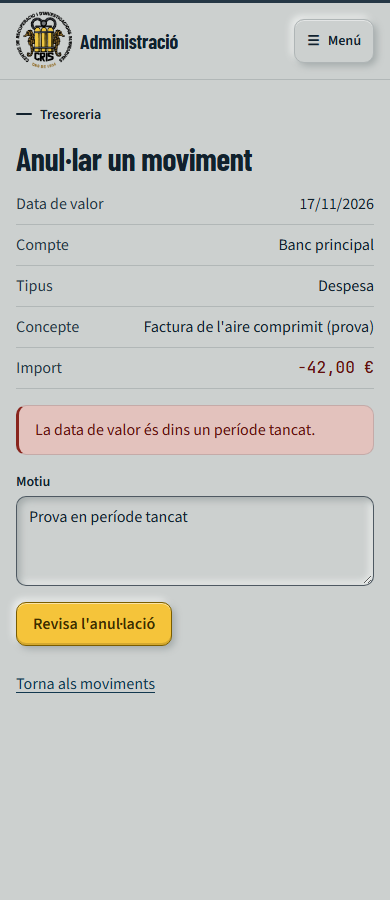 CRIS
Administració
☰ Menú
Tresoreria
Anul·lar un moviment
Data de valor 17/11/2026
Compte Banc principal
Tipus Despesa
Concepte Factura de l'aire comprimit (prova)
Import -42,00 €
La data de valor és dins un període tancat.
Motiu
Prova en període tancat
Revisa l'anul·lació
Torna als moviments